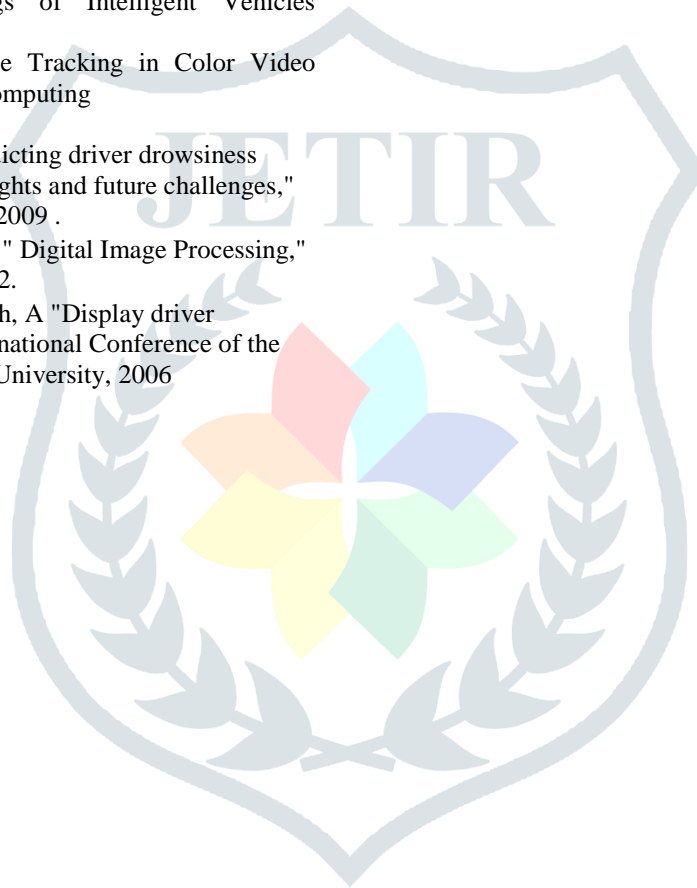 gs of Intelligent Vehicles
e Tracking in Color Video
omputing
icting driver drowsiness
ghts and future challenges,"
2009 .
" Digital Image Processing,"
2.
h, A "Display driver
national Conference of the
University, 2006
JETIR